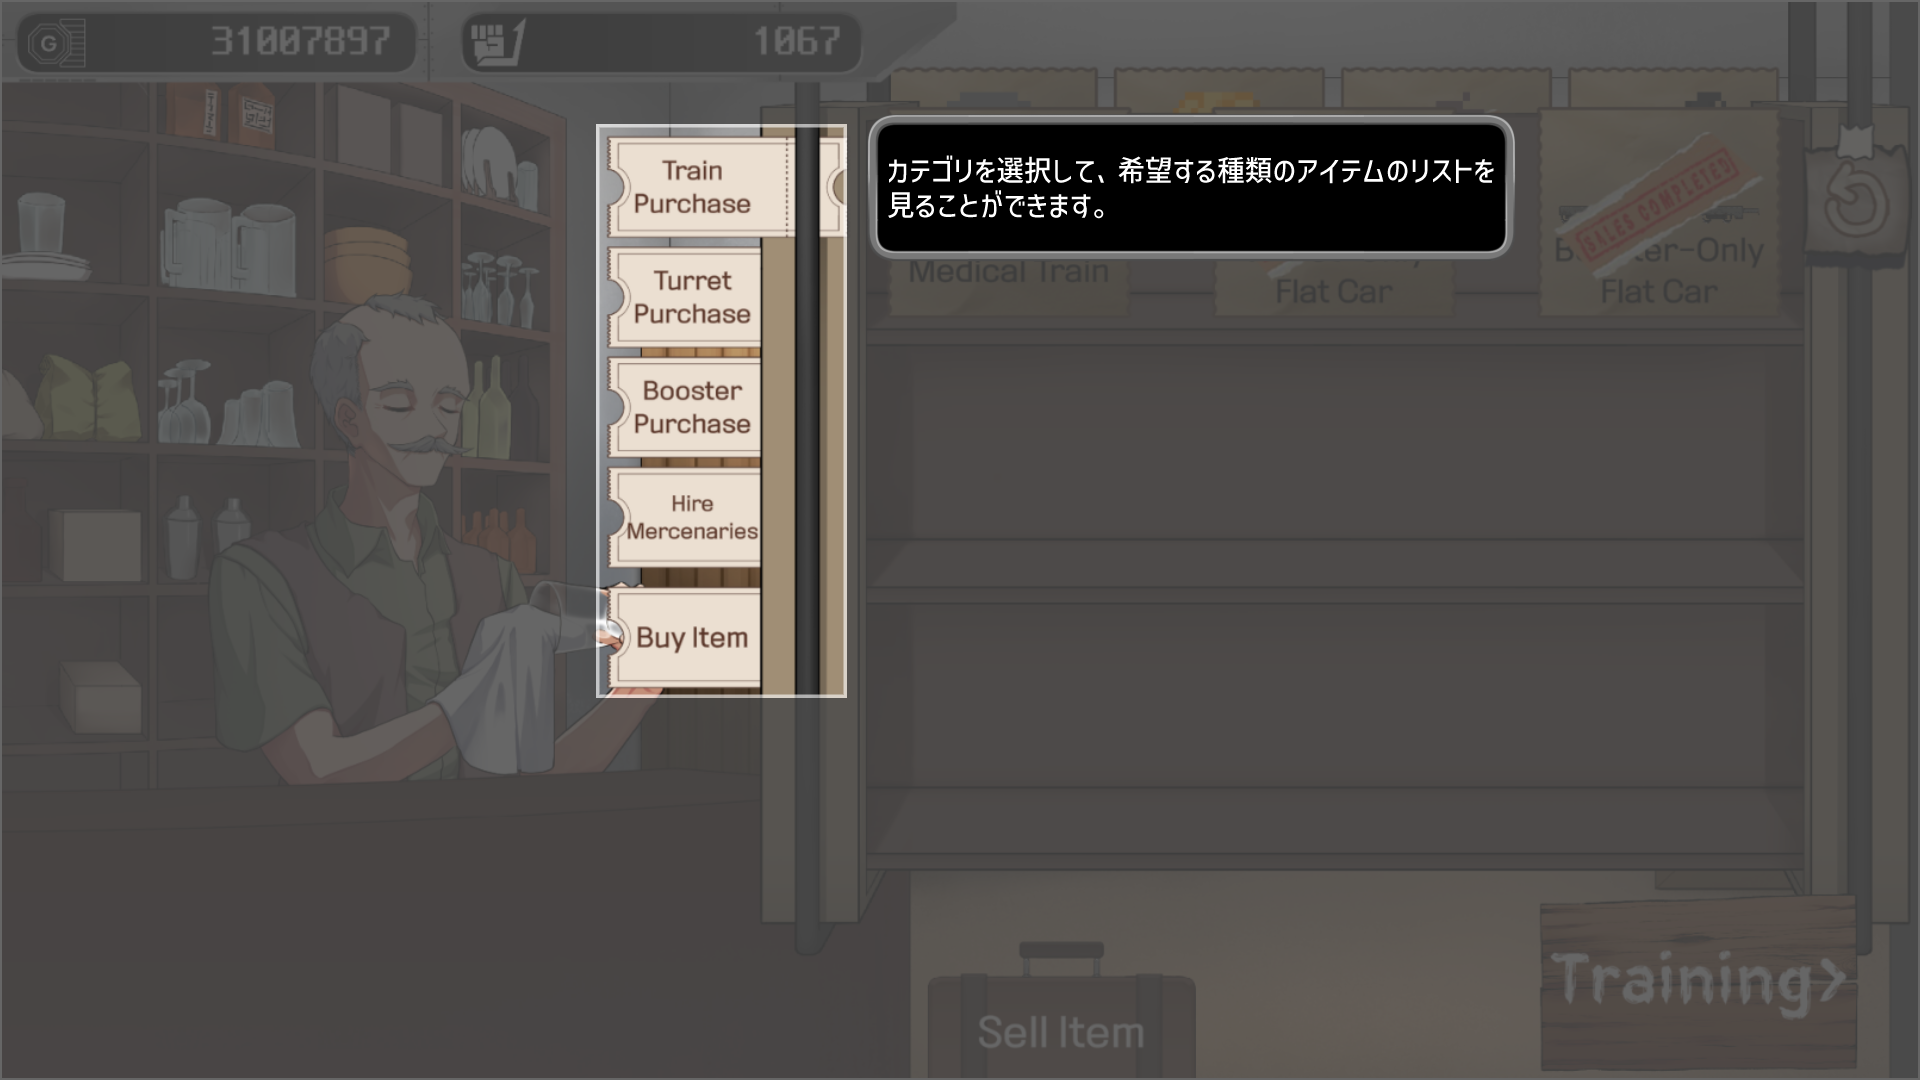 G 31007897
1067
Train
Purchase
Turret
Purchase
Booster
Purchase
Hire
Mercenaries
Buy Item
カテゴリを選択して、希望する種類のアイテムのリストを
見ることができます。
Medical Train
Flat Car
SALES COMPLETED
ter-Only
Flat Car
Sell Item
Training>